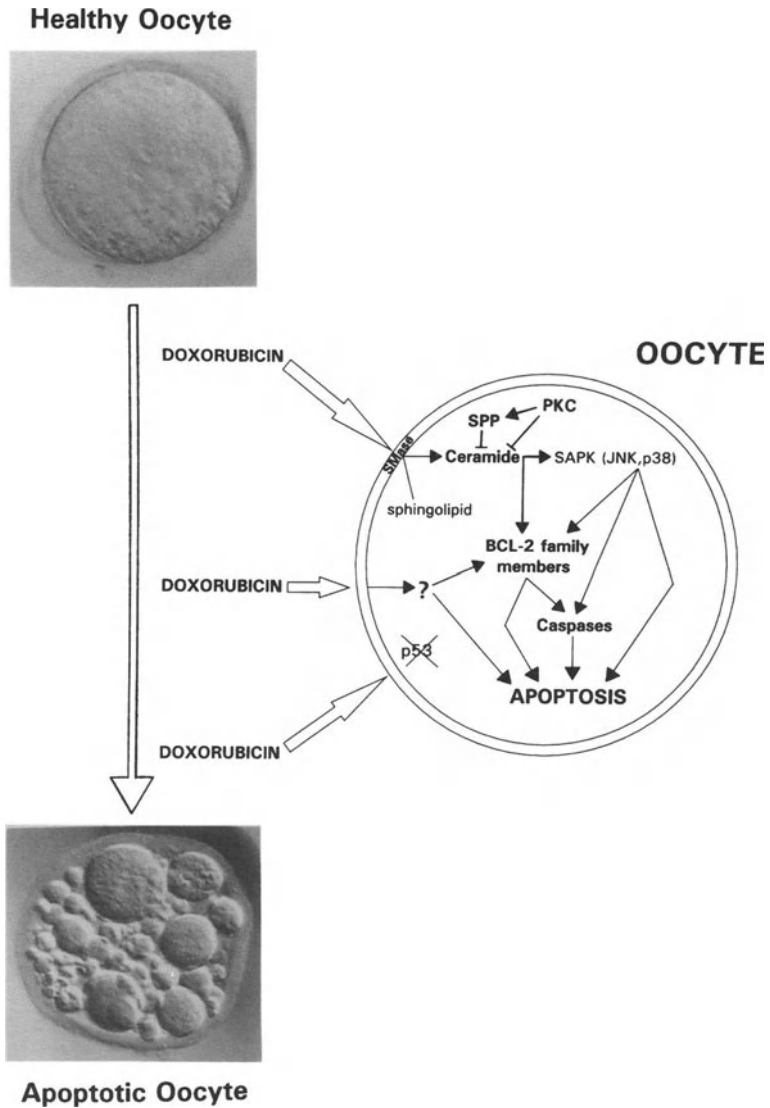 Healthy Oocyte
DOXORUBICIN
OOCYTE
PKC
SPP
SMase
Ceramide
SAPK (JNK,p38)
sphingolipid
BCL-2 family
members
DOXORUBICIN
?
Caspases
p53
APOPTOSIS
DOXORUBICIN
Apoptotic Oocyte